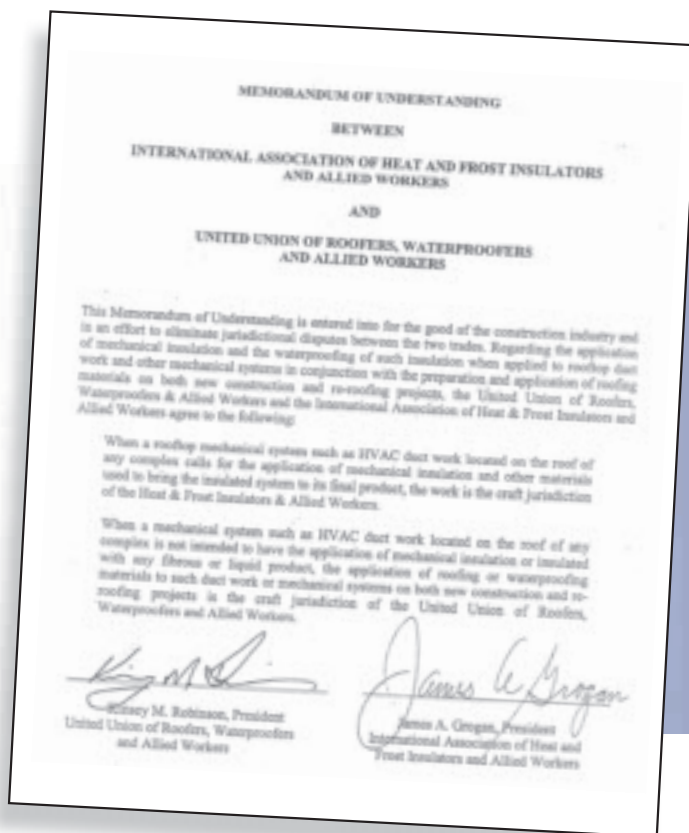 MEMORANDUM OF UNDERSTANDING
BETWEEN
INTERNATIONAL ASSOCIATION OF HEAT AND FROST INSULATORS
AND ALLIED WORKERS
AND
UNITED UNION OF ROOFERS, WATERPROOFERS
AND ALLIED WORKERS
This Memorandum of Understanding is entered into for the good of the construction industry and
in an effort to eliminate jurisdictional disputes between the two trades. Regarding the application
of mechanical insulation and the waterproofing of such insulation when applied to rooftop duct
work and other mechanical systems in conjunction with the preparation and application of roofing
materials on both new construction and re-roofing projects, the United Union of Roofers,
Waterproofers & Allied Workers and the International Association of Heat & Frost Insulators and
Allied Workers agree to the following:
When a rooftop mechanical system such as HVAC duct work located on the roof of
any complex calls for the application of mechanical insulation and other materials
used to bring the insulated system to its final product, the work is the craft jurisdiction
of the Heat & Frost Insulators & Allied Workers.
When a mechanical system such as HVAC duct work located on the roof of any
complex is not intended to have the application of mechanical insulation or insulated
with any fibrous or liquid product, the application of roofing or waterproofing
materials to such duct work or mechanical systems on both new construction and re-
roofing projects is the craft jurisdiction of the United Union of Roofers,
Waterproofers and Allied Workers.
Kinsey M. Robinson, President
United Union of Roofers, Waterproofers
and Allied Workers
James A Grogan
James A. Grogan, President
International Association of Heat and
Frost Insulators and Allied Workers